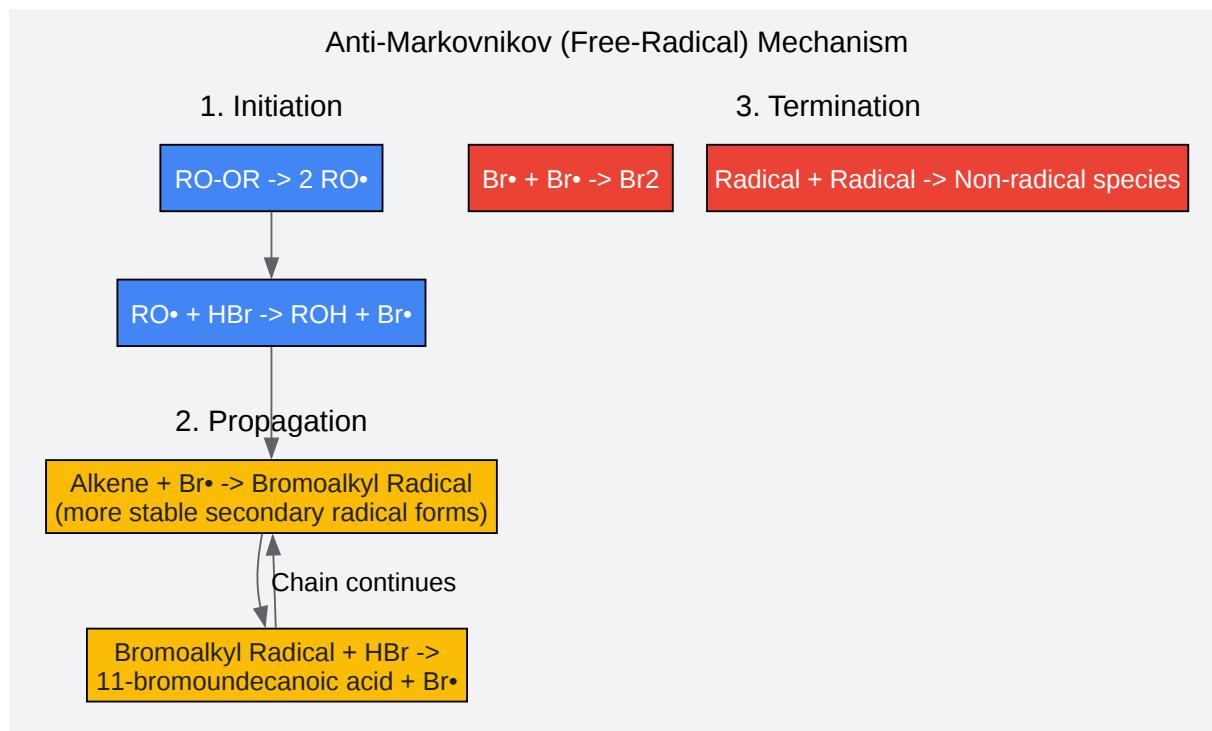 Anti-Markovnikov (Free-Radical) Mechanism
1. Initiation
RO-OR -> 2 RO•
RO• + HBr -> ROH + Br•
2. Propagation
Alkene + Br• -> Bromoalkyl Radical
(more stable secondary radical forms)
Chain continues
Bromoalkyl Radical + HBr ->
11-bromoundecanoic acid + Br•
3. Termination
Br• + Br• -> Br2
Radical + Radical -> Non-radical species